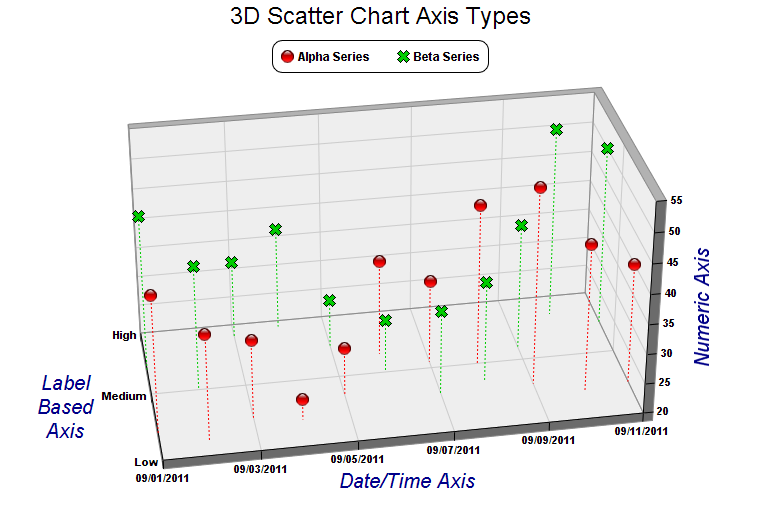 3D Scatter Chart Axis Types
Alpha Series
Beta Series
55
50
45
40
35
30
25
20
Numeric Axis
High
Medium
Low
Label
Based
Axis
09/01/2011
09/03/2011
09/05/2011
09/07/2011
09/09/2011
09/11/2011
Date/Time Axis